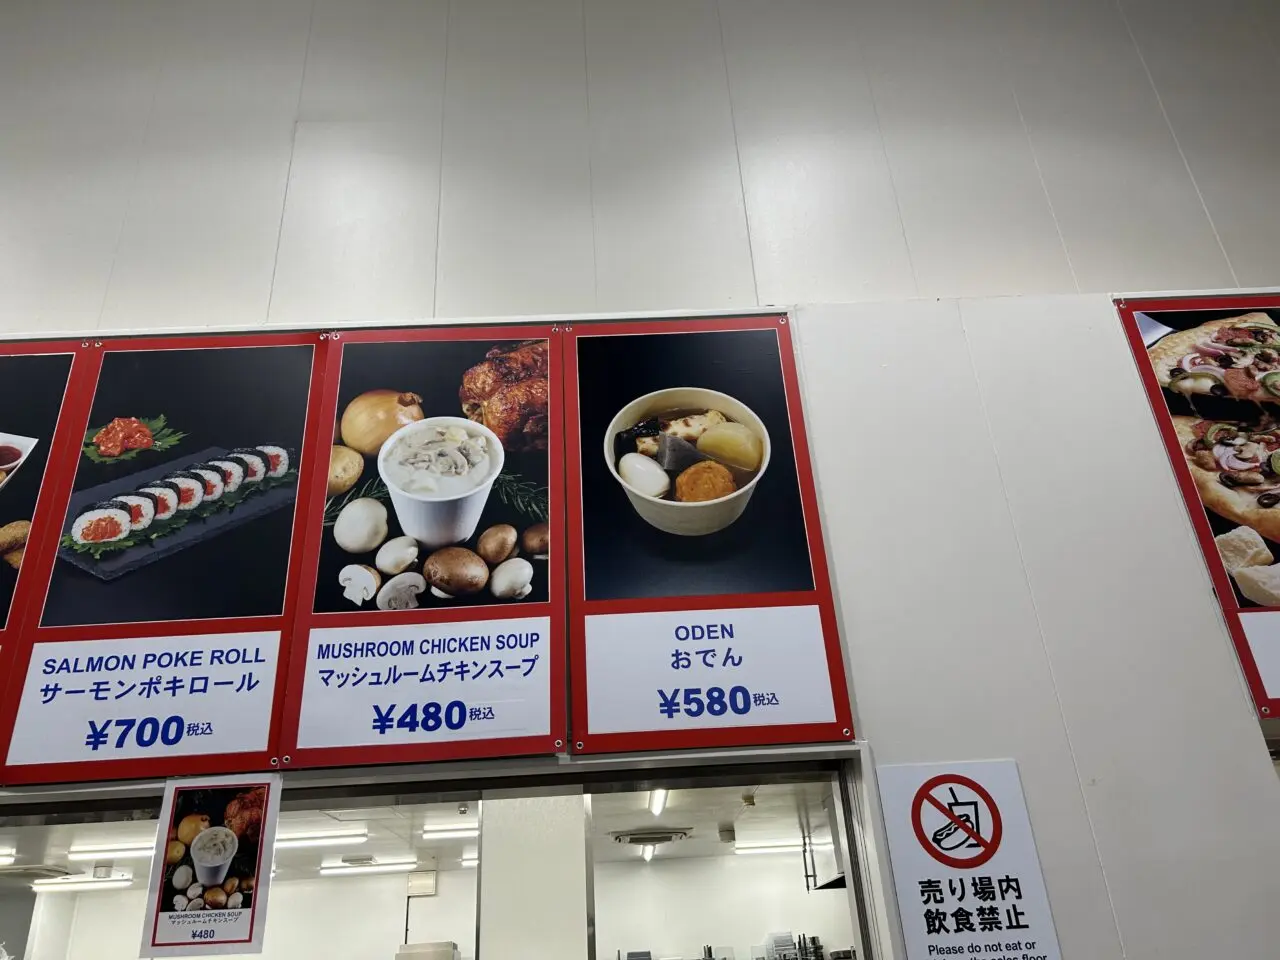 SALMON POKE ROLL
サーモンポキロール
¥700税込
MUSHROOM CHICKEN SOUP
マッシュルームチキンスープ
¥480税込
ODEN
おでん
¥580税込
MUSHROOM CHICKEN SOUP
マッシュルームチキンスープ
¥480
売り場内
飲食禁止
Please do not eat or
the sales floor